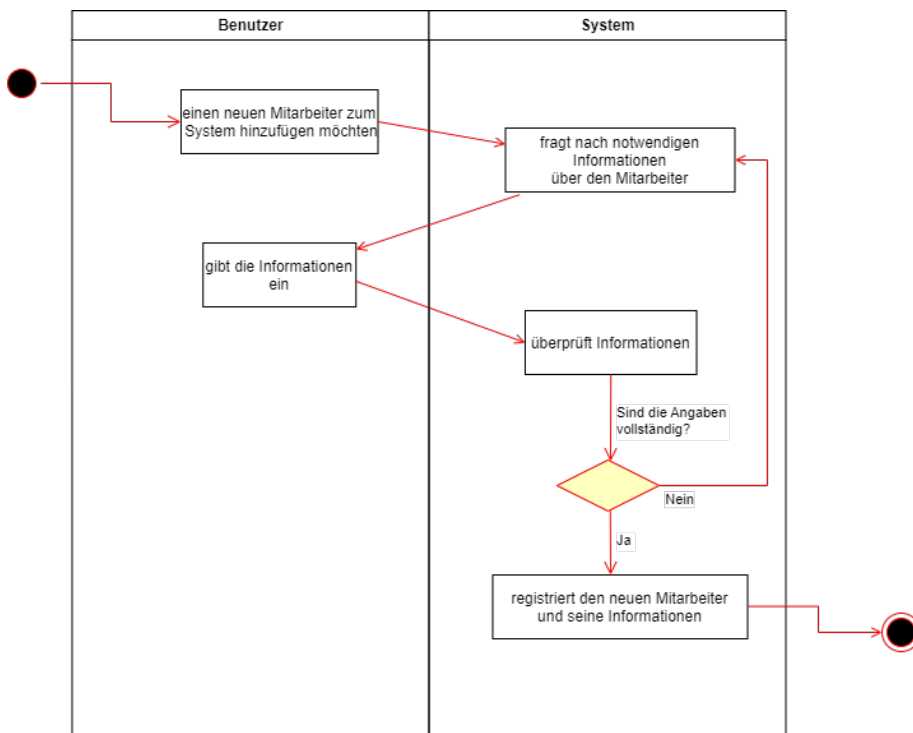 Benutzer
System
einen neuen Mitarbeiter zum
System hinzufügen möchten
fragt nach notwendigen
Informationen
über den Mitarbeiter
gibt die Informationen
ein
überprüft Informationen
Sind die Angaben
vollständig?
Nein
Ja
registriert den neuen Mitarbeiter
und seine Informationen